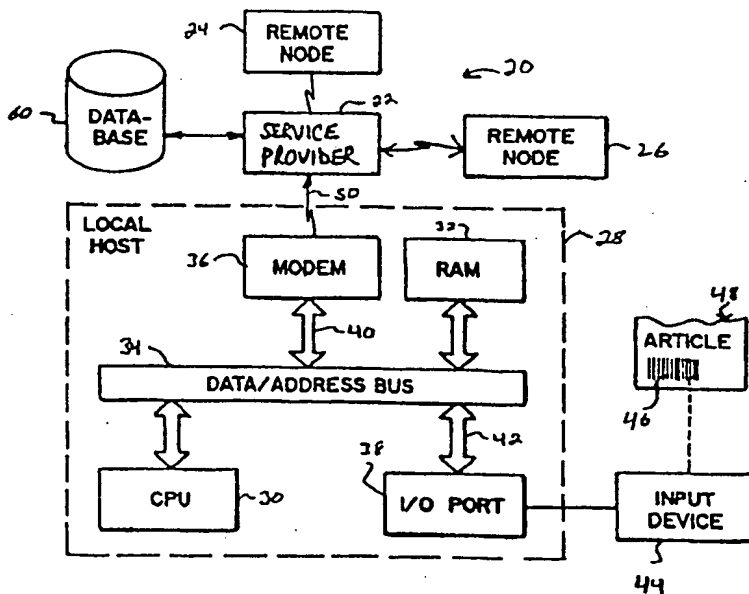 24
REMOTE
NODE
20
60
DATA-
BASE
22
SERVICE
PROVIDER
REMOTE
NODE
26
50
LOCAL
HOST
28
36
MODEM
32
RAM
40
48
ARTICLE
46
34
DATA/ADDRESS BUS
42
38
CPU
30
I/O PORT
INPUT
DEVICE
44